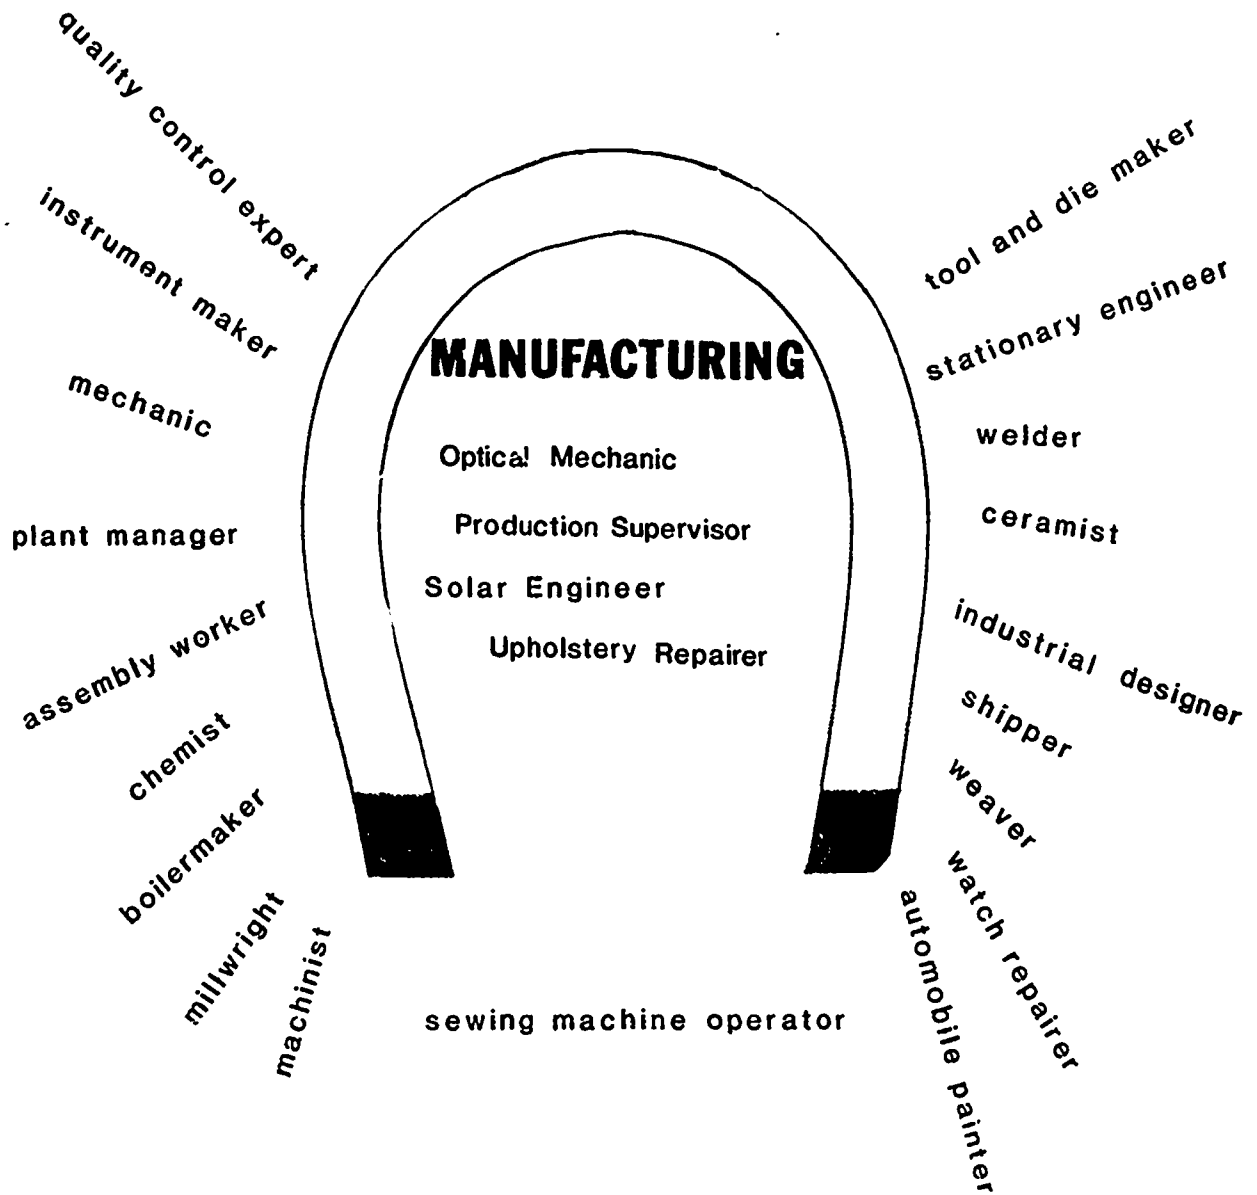 quality control expert
instrument maker
mechanic
plant manager
assembly worker
chemist
boilermaker
millwright
machinist
MANUFACTURING
Optical Mechanic
Production Supervisor
Solar Engineer
Upholstery Repairer
sewing machine operator
tool and die maker
stationary engineer
welder
ceramist
industrial designer
shipper
weaver
watch repairer
automobile painter